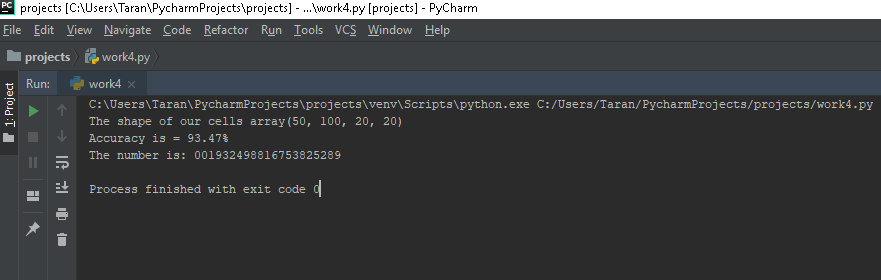 PC projects [C:\Users\Taran\PycharmProjects\projects] - ...\work4.py [projects] - PyCharm
File Edit View Navigate Code Refactor Run Tools VCS Window Help
projects work4.py
Run: work4
1: Project
C:\Users\Taran\PycharmProjects\projects\venv\Scripts\python.exe C:/Users/Taran/PycharmProjects/projects/work4.py
The shape of our cells array(50, 100, 20, 20)
Accuracy is = 93.47%
The number is: 001932498816753825289
Process finished with exit code 0